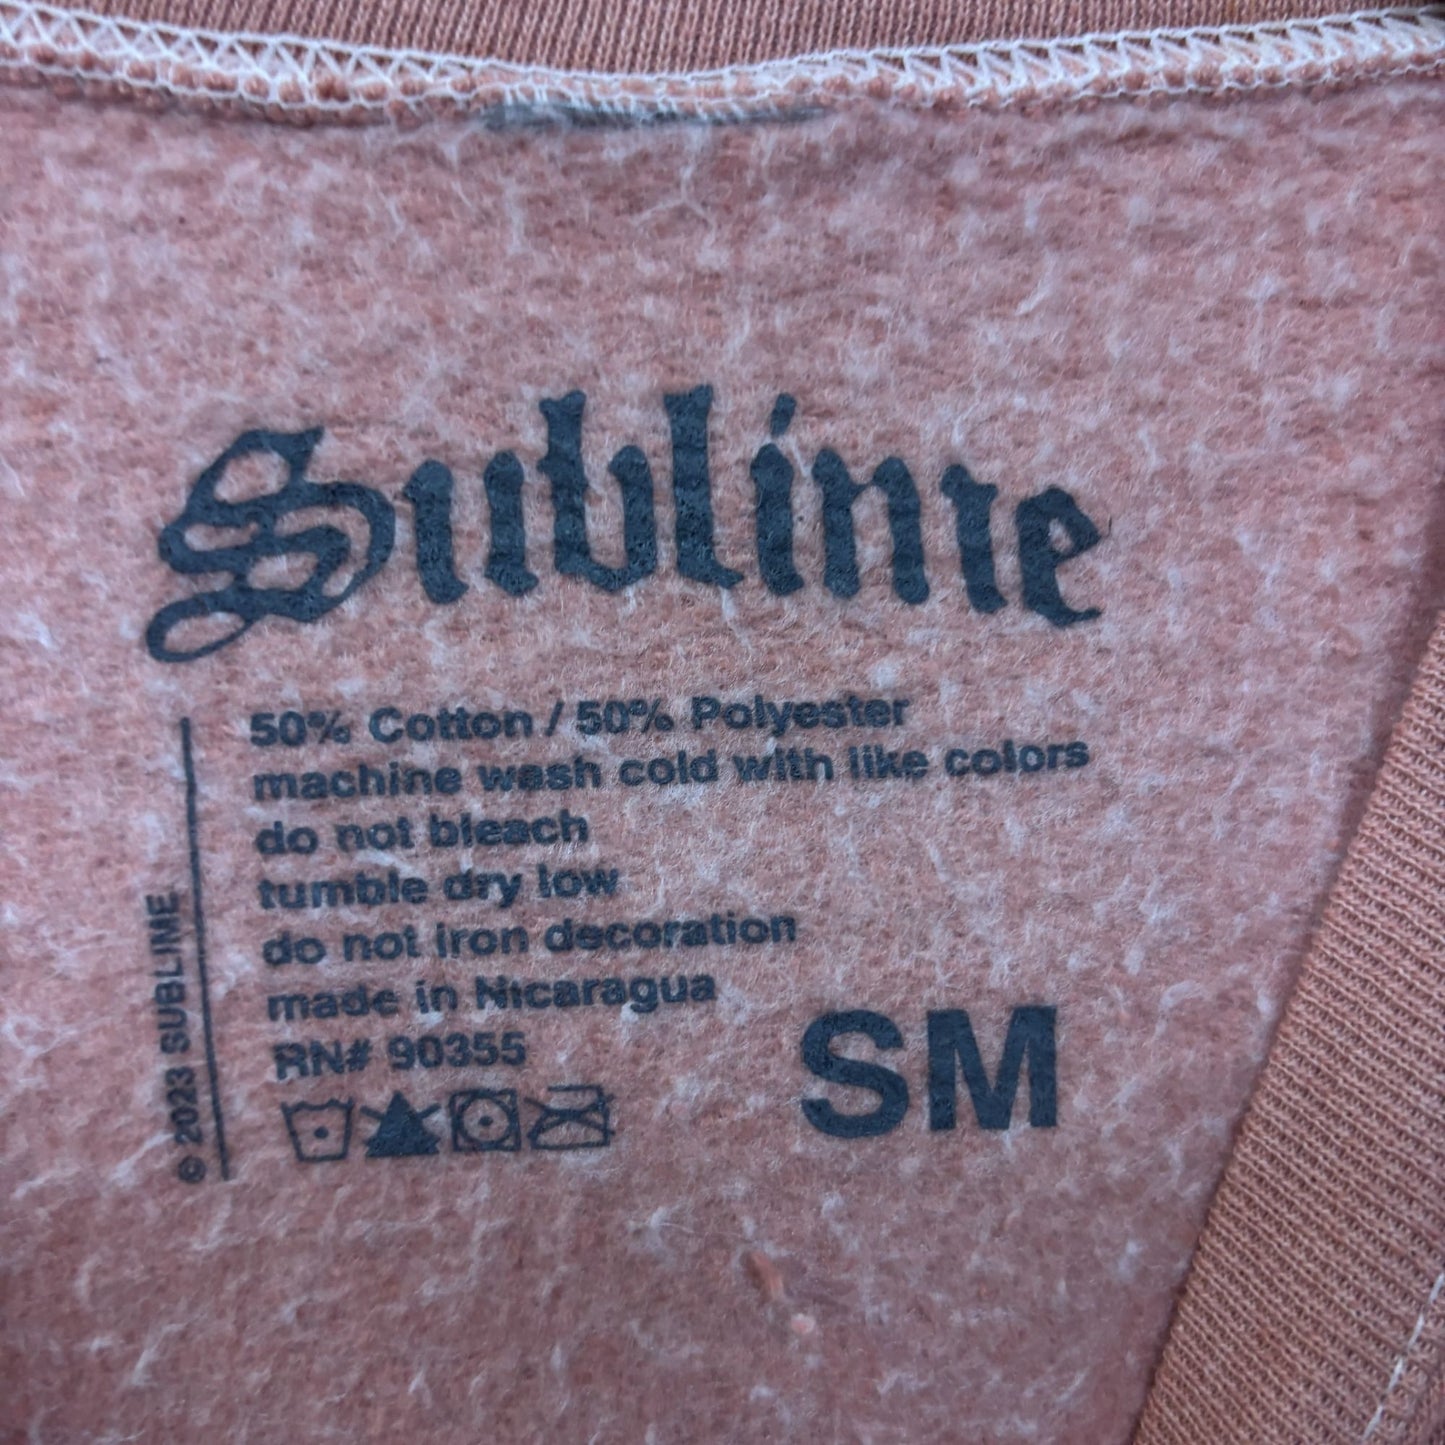 Sublime
50% Cotton / 50% Polyester
machine wash cold with like colors
do not bleach
tumble dry low
do not iron decoration
made in Nicaragua
RN# 90355
SM
© 2023 SUBLIME